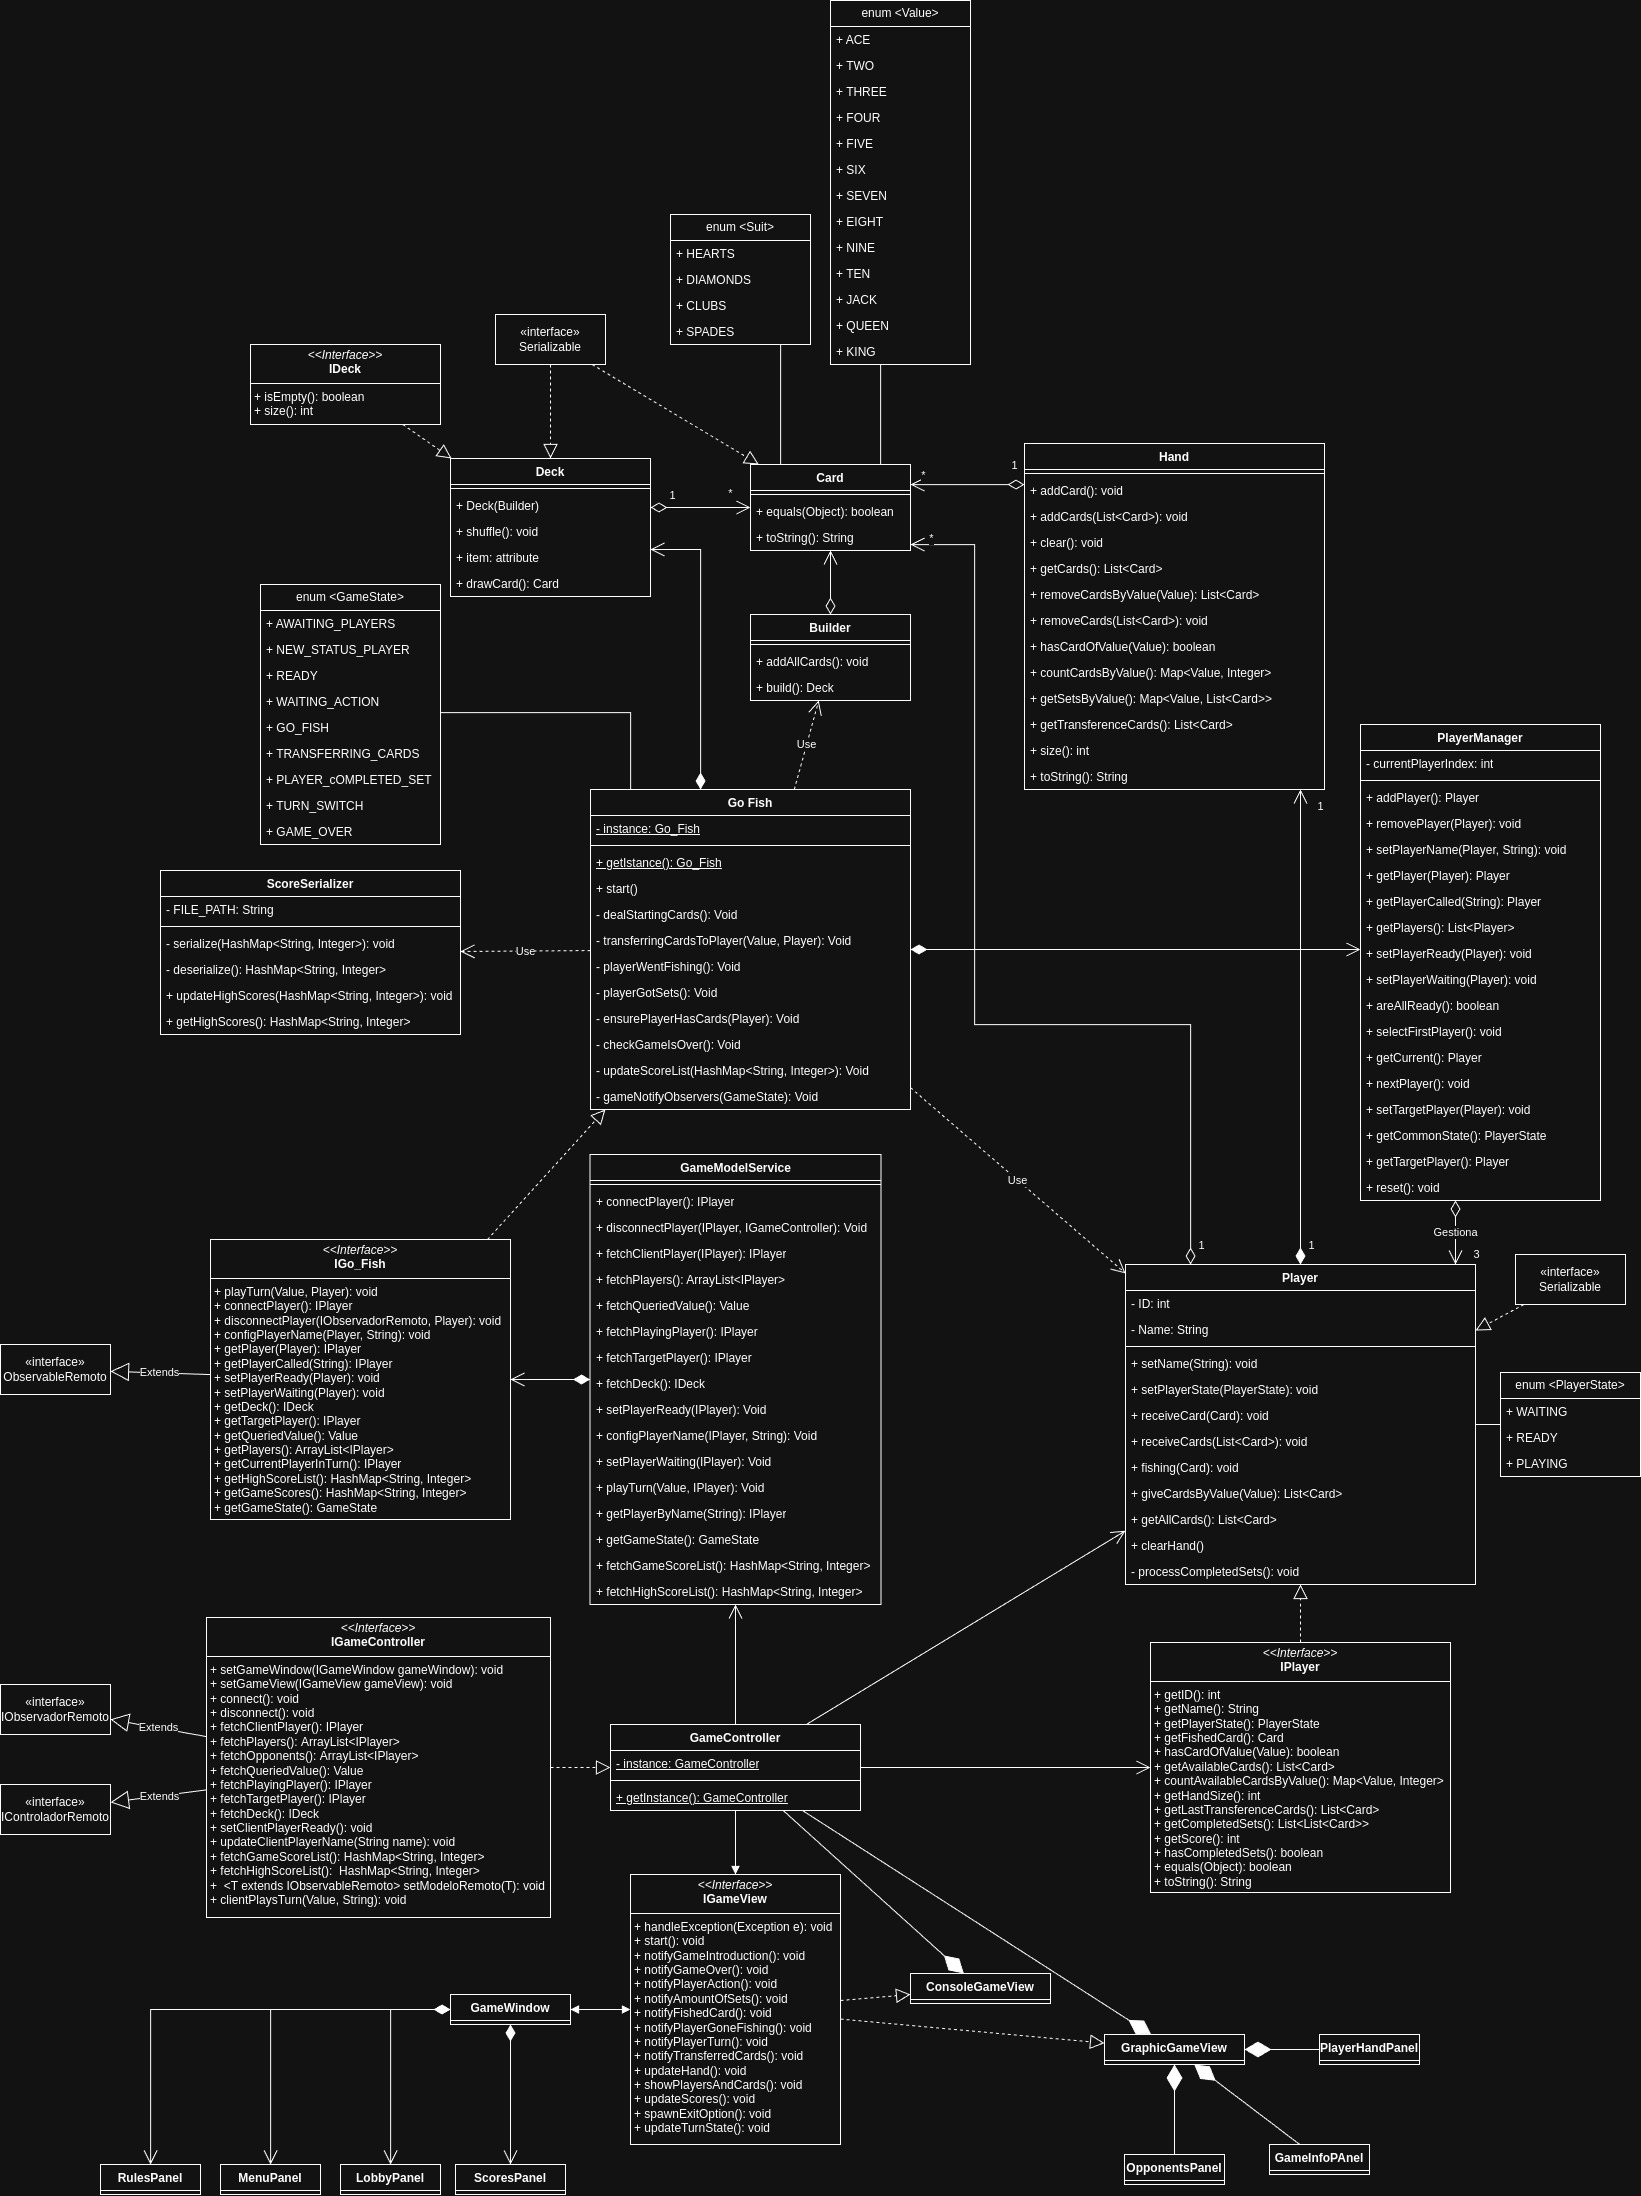 enum <Value>
+ ACE
+ TWO
+ THREE
+ FOUR
+ FIVE
+ SIX
+ SEVEN
+ EIGHT
+ NINE
+ TEN
+ JACK
+ QUEEN
+ KING
enum <Suit>
+ HEARTS
+ DIAMONDS
+ CLUBS
+ SPADES
«interface»
Serializable
<<Interface>>
IDeck
+ isEmpty(): boolean
+ size(): int
Deck
+ Deck(Builder)
+ shuffle(): void
+ item: attribute
+ drawCard(): Card
1
*
Card
+ equals(Object): boolean
+ toString(): String
*
1
*
Hand
+ addCard(): void
+ addCards(List<Card>): void
+ clear(): void
+ getCards(): List<Card>
+ removeCardsByValue(Value): List<Card>
+ removeCards(List<Card>): void
+ hasCardOfValue(Value): boolean
+ countCardsByValue(): Map<Value, Integer>
+ getSetsByValue(): Map<Value, List<Card>>
+ getTransferenceCards(): List<Card>
+ size(): int
+ toString(): String
1
enum <GameState>
+ AWAITING_PLAYERS
+ NEW_STATUS_PLAYER
+ READY
+ WAITING_ACTION
+ GO_FISH
+ TRANSFERRING_CARDS
+ PLAYER_cOMPLETED_SET
+ TURN_SWITCH
+ GAME_OVER
Builder
+ addAllCards(): void
+ build(): Deck
Use
PlayerManager
- currentPlayerIndex: int
+ addPlayer(): Player
+ removePlayer(Player): void
+ setPlayerName(Player, String): void
+ getPlayer(Player): Player
+ getPlayerCalled(String): Player
+ getPlayers(): List<Player>
+ setPlayerReady(Player): void
+ setPlayerWaiting(Player): void
+ areAllReady(): boolean
+ selectFirstPlayer(): void
+ getCurrent(): Player
+ nextPlayer(): void
+ setTargetPlayer(Player): void
+ getCommonState(): PlayerState
+ getTargetPlayer(): Player
+ reset(): void
Gestiona
3
Go Fish
- instance: Go_Fish
+ getIstance(): Go_Fish
+ start()
- dealStartingCards(): Void
- transferringCardsToPlayer(Value, Player): Void
- playerWentFishing(): Void
- playerGotSets(): Void
- ensurePlayerHasCards(Player): Void
- checkGameIsOver(): Void
- updateScoreList(HashMap<String, Integer>): Void
- gameNotifyObservers(GameState): Void
ScoreSerializer
- FILE_PATH: String
- serialize(HashMap<String, Integer>): void
- deserialize(): HashMap<String, Integer>
+ updateHighScores(HashMap<String, Integer>): void
+ getHighScores(): HashMap<String, Integer>
Use
Use
GameModelService
+ connectPlayer(): IPlayer
+ disconnectPlayer(IPlayer, IGameController): Void
+ fetchClientPlayer(IPlayer): IPlayer
+ fetchPlayers(): ArrayList<IPlayer>
+ fetchQueriedValue(): Value
+ fetchPlayingPlayer(): IPlayer
+ fetchTargetPlayer(): IPlayer
+ fetchDeck(): IDeck
+ setPlayerReady(IPlayer): Void
+ configPlayerName(IPlayer, String): Void
+ setPlayerWaiting(IPlayer): Void
+ playTurn(Value, IPlayer): Void
+ getPlayerByName(String): IPlayer
+ getGameState(): GameState
+ fetchGameScoreList(): HashMap<String, Integer>
+ fetchHighScoreList(): HashMap<String, Integer>
<<Interface>>
IGo_Fish
+ playTurn(Value, Player): void
+ connectPlayer(): IPlayer
+ disconnectPlayer(IObservadorRemoto, Player): void
+ configPlayerName(Player, String): void
+ getPlayer(Player): IPlayer
+ getPlayerCalled(String): IPlayer
+ setPlayerReady(Player): void
+ setPlayerWaiting(Player): void
+ getDeck(): IDeck
+ getTargetPlayer(): IPlayer
+ getQueriedValue(): Value
+ getPlayers(): ArrayList<IPlayer>
+ getCurrentPlayerInTurn(): IPlayer
+ getHighScoreList(): HashMap<String, Integer>
+ getGameScores(): HashMap<String, Integer>
+ getGameState(): GameState
«interface»
ObservableRemoto
Extends
1
1
Player
- ID: int
- Name: String
+ setName(String): void
+ setPlayerState(PlayerState): void
+ receiveCard(Card): void
+ receiveCards(List<Card>): void
+ fishing(Card): void
+ giveCardsByValue(Value): List<Card>
+ getAllCards(): List<Card>
+ clearHand()
- processCompletedSets(): void
«interface»
Serializable
enum <PlayerState>
+ WAITING
+ READY
+ PLAYING
<<Interface>>
IPlayer
+ getID(): int
+ getName(): String
+ getPlayerState(): PlayerState
+ getFishedCard(): Card
+ hasCardOfValue(Value): boolean
+ getAvailableCards(): List<Card>
+ countAvailableCardsByValue(): Map<Value, Integer>
+ getHandSize(): int
+ getLastTransferenceCards(): List<Card>
+ getCompletedSets(): List<List<Card>>
+ getScore(): int
+ hasCompletedSets(): boolean
+ equals(Object): boolean
+ toString(): String
<<Interface>>
IGameController
+ setGameWindow(IGameWindow gameWindow): void
+ setGameView(IGameView gameView): void
+ connect(): void
+ disconnect(): void
+ fetchClientPlayer(): IPlayer
+ fetchPlayers(): ArrayList<IPlayer>
+ fetchOpponents(): ArrayList<IPlayer>
+ fetchQueriedValue(): Value
+ fetchPlayingPlayer(): IPlayer
+ fetchTargetPlayer(): IPlayer
+ fetchDeck(): IDeck
+ setClientPlayerReady(): void
+ updateClientPlayerName(String name): void
+ fetchGameScoreList(): HashMap<String, Integer>
+ fetchHighScoreList():  HashMap<String, Integer>
+  <T extends IObservableRemoto> setModeloRemoto(T): void
+ clientPlaysTurn(Value, String): void
«interface»
IObservadorRemoto
Extends
«interface»
IControladorRemoto
Extends
GameController
- instance: GameController
+ getInstance(): GameController
<<Interface>>
IGameView
+ handleException(Exception e): void
+ start(): void
+ notifyGameIntroduction(): void
+ notifyGameOver(): void
+ notifyPlayerAction(): void
+ notifyAmountOfSets(): void
+ notifyFishedCard(): void
+ notifyPlayerGoneFishing(): void
+ notifyPlayerTurn(): void
+ notifyTransferredCards(): void
+ updateHand(): void
+ showPlayersAndCards(): void
+ updateScores(): void
+ spawnExitOption(): void
+ updateTurnState(): void
ConsoleGameView
GameWindow
GraphicGameView
PlayerHandPanel
OpponentsPanel
GameInfoPAnel
RulesPanel
MenuPanel
LobbyPanel
ScoresPanel